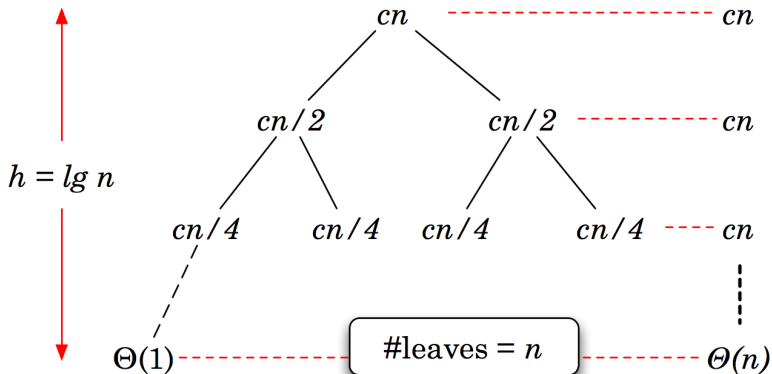 cn cn
cn/2 cn/2 cn
h = lg n
cn/4 cn/4 cn/4 cn/4 cn
Θ(1) #leaves = n Θ(n)